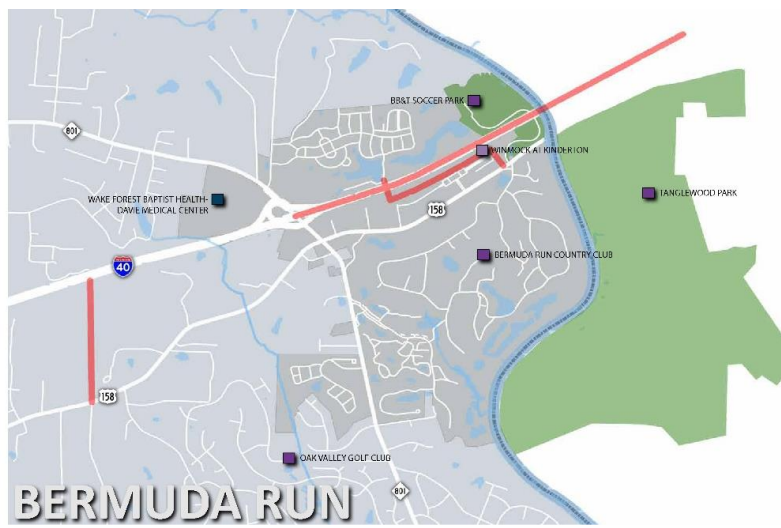 BB&T SOCCER PARK
801
WINMOCK AT KINDERTON
WAKE FOREST BAPTIST HEALTH-
DAVIE MEDICAL CENTER
TANGLEWOOD PARK
158
BERMUDA RUN COUNTRY CLUB
40
158
OAK VALLEY GOLF CLUB
801
BERMUDA RUN